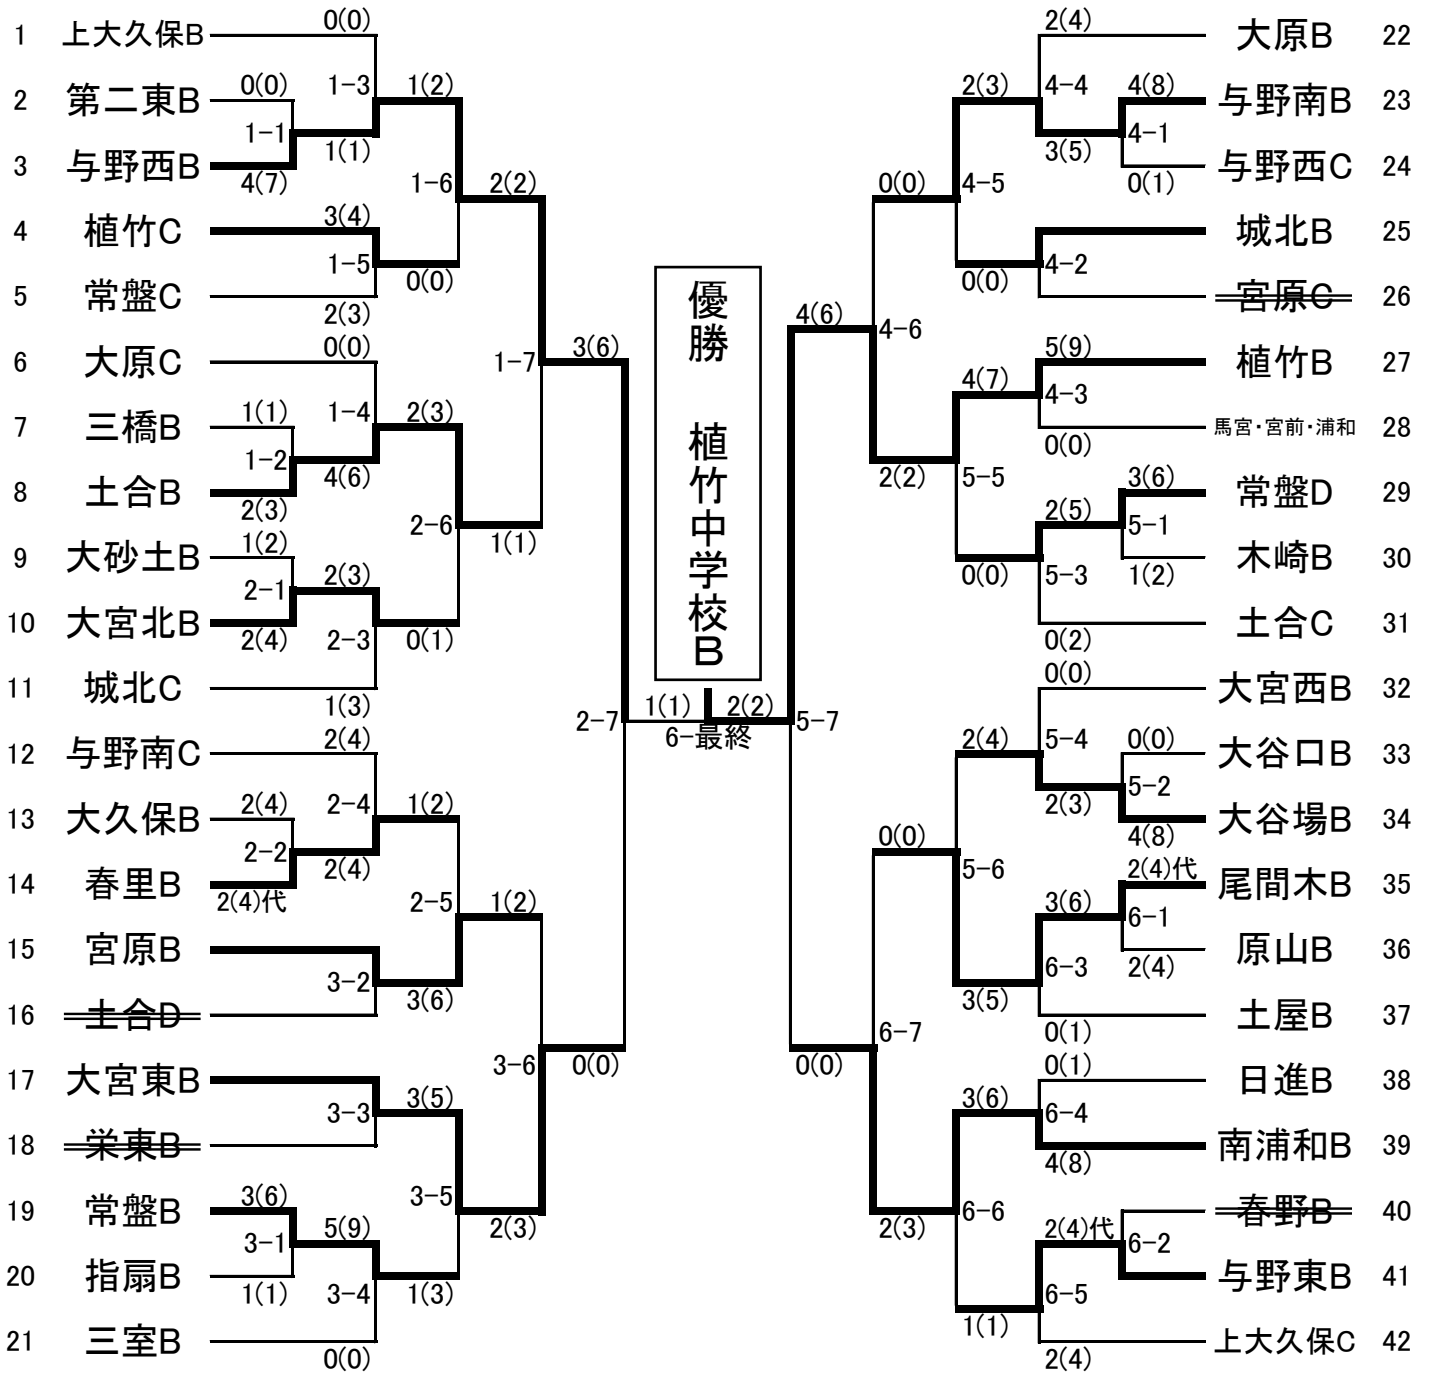 1 上大久保B 0(0)
2 第二東B 0(0) 1-3 1(2)
1-1
3 与野西B 4(7) 1(1)
1-6 2(2)
4 植竹C 3(4)
1-5 0(0)
5 常盤C 2(3)
6 大原C 0(0)
1-7 3(6)
7 三橋B 1(1) 1-4 2(3)
1-2
8 土合B 2(3) 4(6)
2-6 1(1)
9 大砂土B 1(2)
2-1 2(3)
10 大宮北B 2(4) 2-3 0(1)
11 城北C 1(3)
2-7
12 与野南C 2(4)
13 大久保B 2(4) 2-4 1(2)
2-2
14 春里B 2(4)代 2(4)
2-5 1(2)
15 宮原B
3-2 3(6)
16 土合D
3-6 0(0)
17 大宮東B
3-3 3(5)
18 栄東B
3-5 2(3)
19 常盤B 3(6)
3-1 5(9)
20 指扇B 1(1) 3-4 1(3)
21 三室B 0(0)
優勝 植竹中学校B
1(1) 2(2)
6-最終
2(4) 大原B 22
2(3) 4-4 4(8) 与野南B 23
4-1
3(5) 0(1) 与野西C 24
0(0) 4-5
城北B 25
0(0) 4-2
宮原C 26
4(6) 4-6
5(9) 植竹B 27
4(7) 4-3
0(0) 馬宮・宮前・浦和 28
2(2) 5-5
3(6) 常盤D 29
2(5) 5-1
0(0) 5-3 1(2) 木崎B 30
0(2) 土合C 31
5-7
0(0) 大宮西B 32
2(4) 5-4 0(0) 大谷口B 33
5-2
2(3) 4(8) 大谷場B 34
0(0) 5-6
2(4)代 尾間木B 35
3(6) 6-1
2(4) 原山B 36
3(5) 6-3
0(1) 土屋B 37
0(0) 6-7
0(1) 日進B 38
3(6) 6-4
4(8) 南浦和B 39
2(3) 6-6
春野B 40
2(4)代 6-2
与野東B 41
1(1) 6-5
2(4) 上大久保C 42